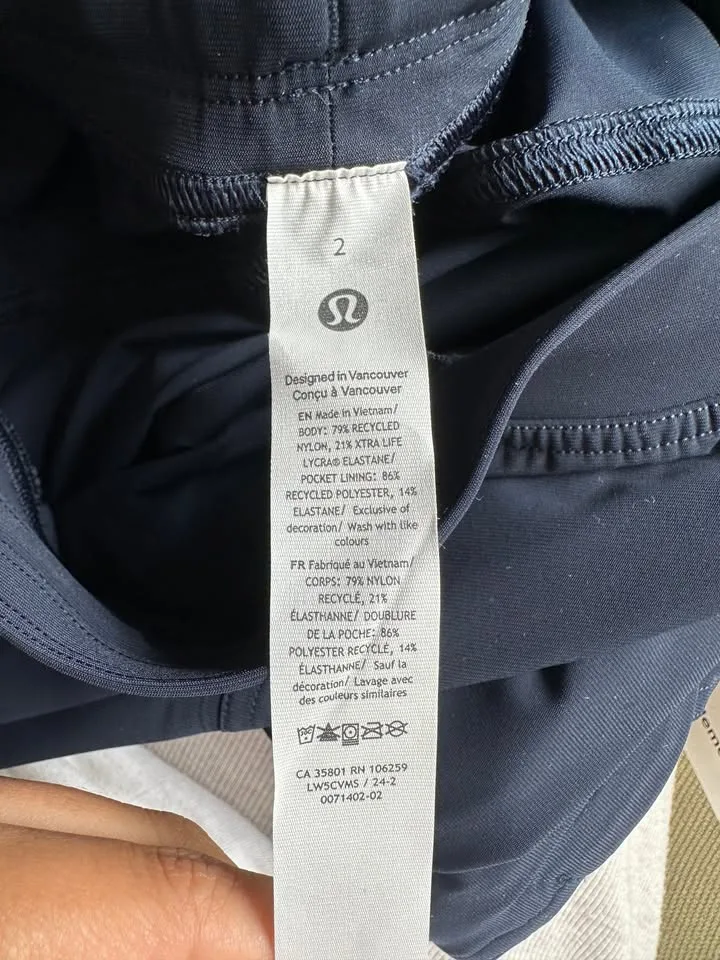 2
Designed in Vancouver
Conçu à Vancouver
EN Made in Vietnam/
BODY: 79% RECYCLED
NYLON, 21% XTRA LIFE
LYCRA® ELASTANE/
POCKET LINING: 86%
RECYCLED POLYESTER, 14%
ELASTANE/ Exclusive of
decoration/ Wash with like
colours
FR Fabriqué au Vietnam/
CORPS: 79% NYLON
RECYCLÉ, 21%
ÉLASTHANNE/ DOUBLURE
DE LA POCHE: 86%
POLYESTER RECYCLÉ, 14%
ÉLASTHANNE/ Sauf la
décoration/ Lavage avec
des couleurs similaires
CA 35801 RN 106259
LW5CVMS / 24-2
0071402-02